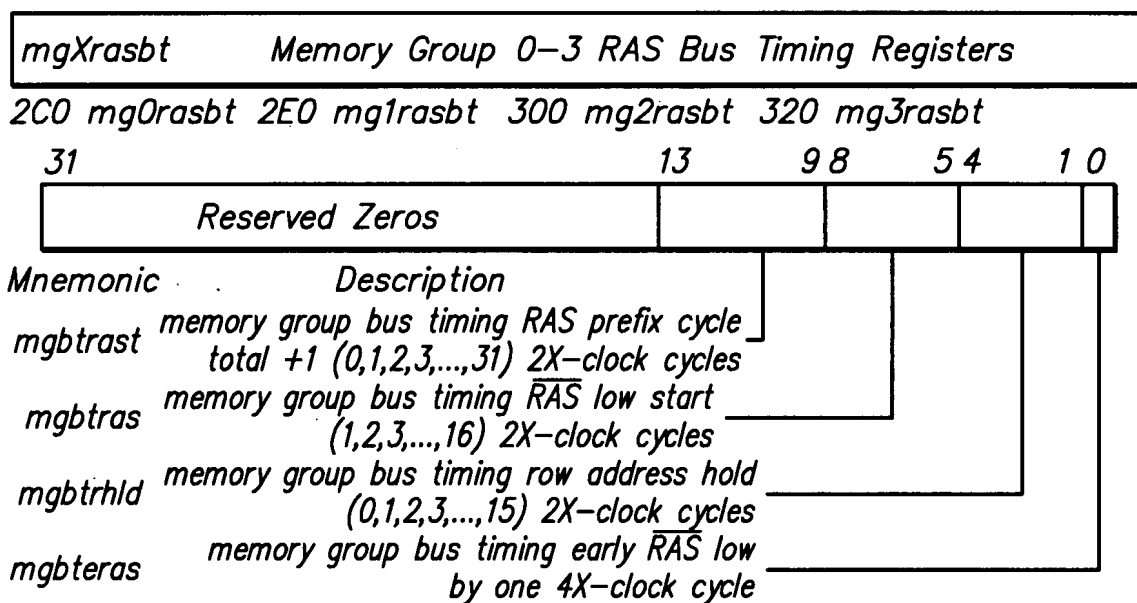 mgXrasbt Memory Group 0-3 RAS Bus Timing Registers
2C0 mg0rasbt 2E0 mg1rasbt 300 mg2rasbt 320 mg3rasbt
31 13 9 8 5 4 1 0
Reserved Zeros
Mnemonic Description
mgbtrast memory group bus timing RAS prefix cycle
total +1 (0,1,2,3,...,31) 2X-clock cycles
mgbtras memory group bus timing R̅A̅S̅ low start
(1,2,3,...,16) 2X-clock cycles
mgbtrhld memory group bus timing row address hold
(0,1,2,3,...,15) 2X-clock cycles
mgbteras memory group bus timing early R̅A̅S̅ low
by one 4X-clock cycle